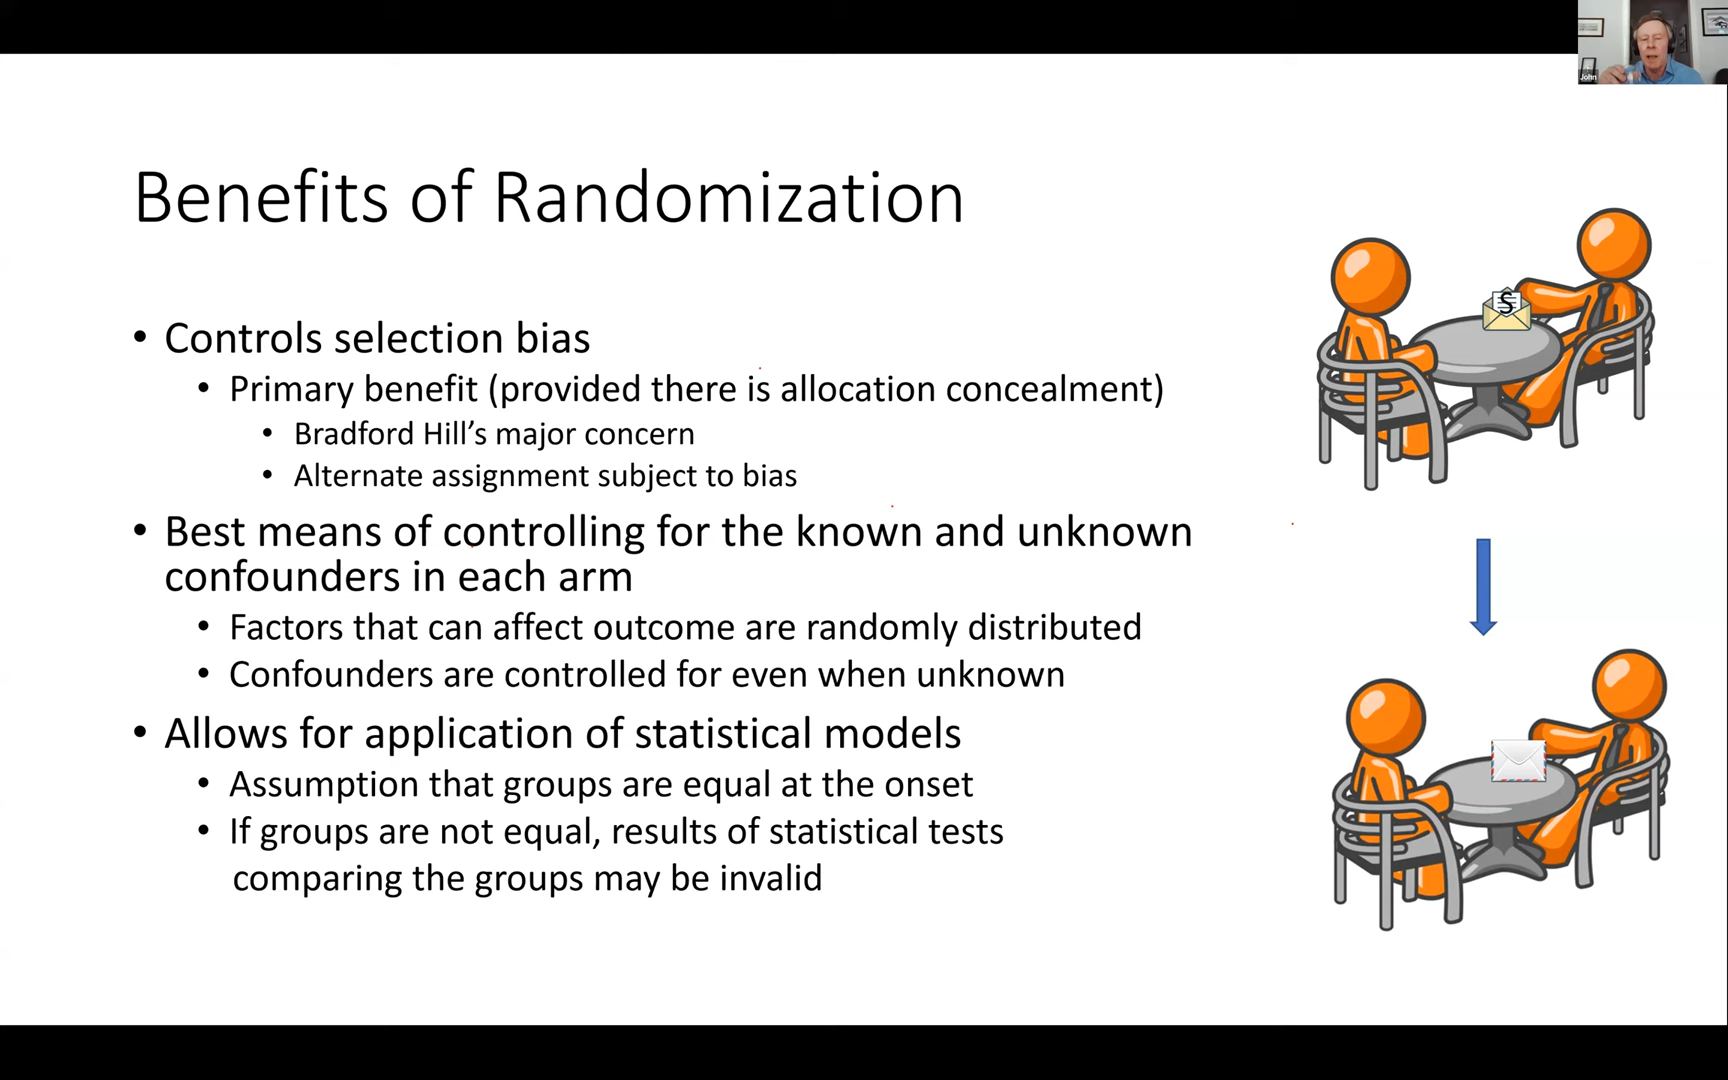 John
Benefits of Randomization
• Controls selection bias
• Primary benefit (provided there is allocation concealment)
• Bradford Hill’s major concern
• Alternate assignment subject to bias
• Best means of controlling for the known and unknown
confounders in each arm
• Factors that can affect outcome are randomly distributed
• Confounders are controlled for even when unknown
• Allows for application of statistical models
• Assumption that groups are equal at the onset
• If groups are not equal, results of statistical tests
comparing the groups may be invalid
S